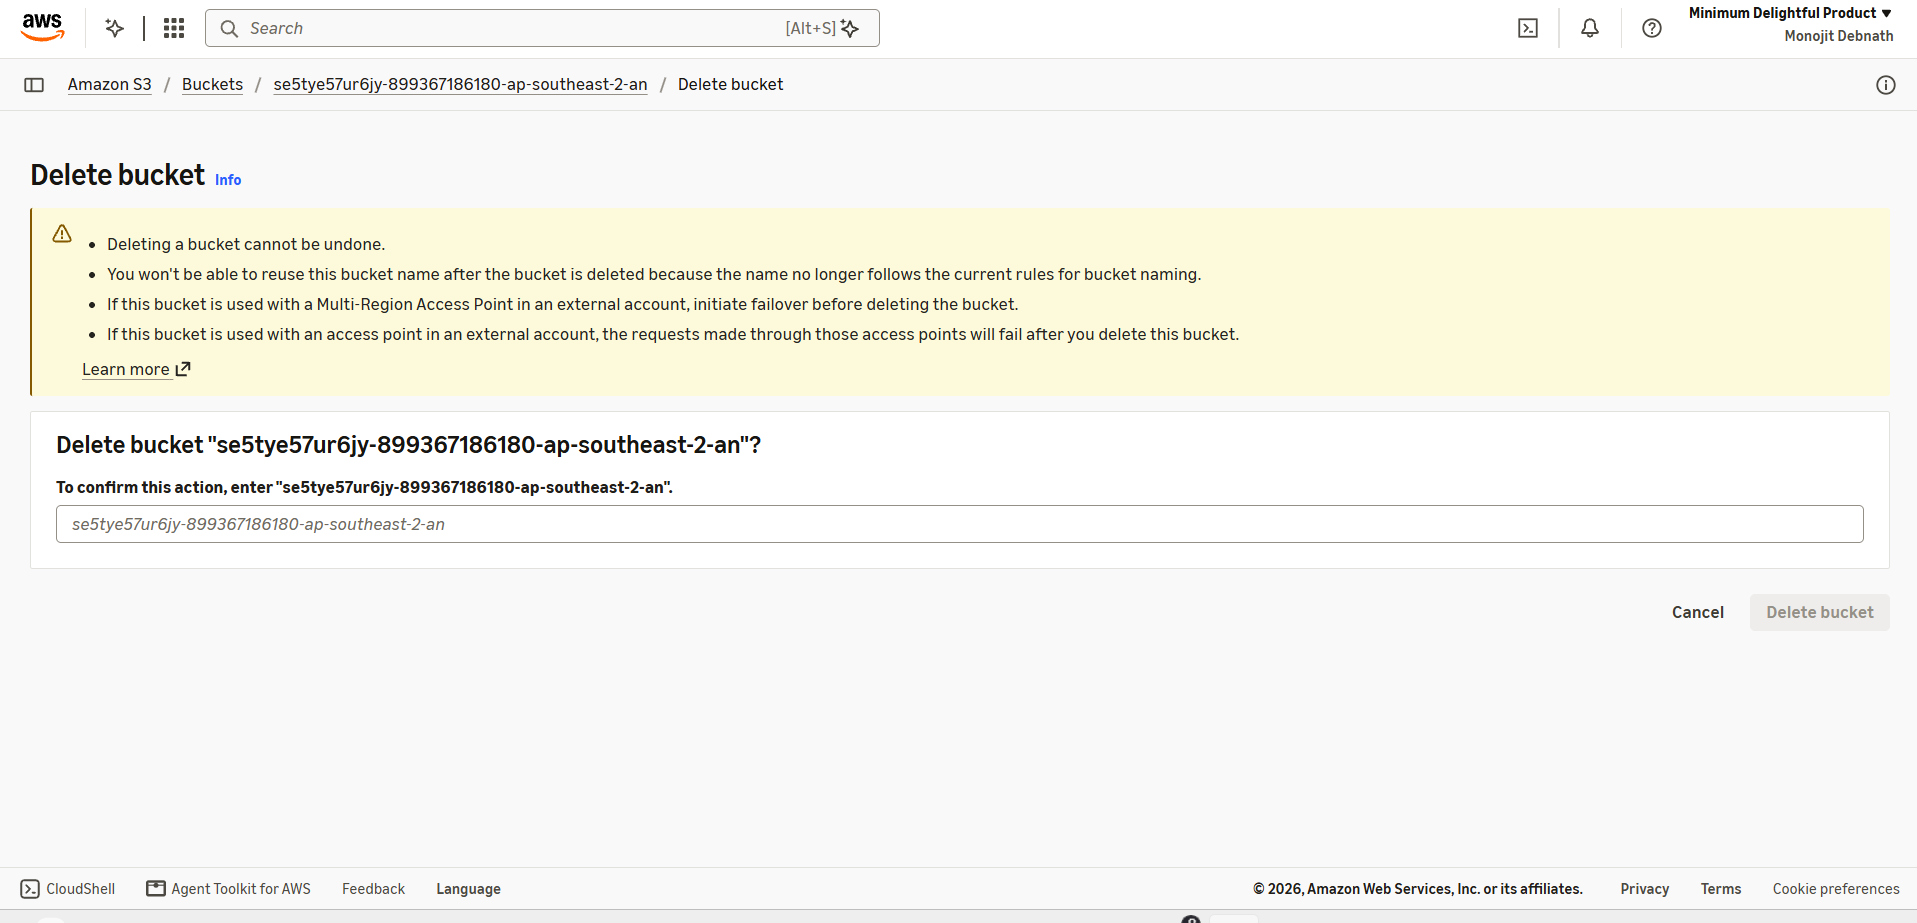 aws
Search [Alt+S]
Minimum Delightful Product
Monojit Debnath
Amazon S3 / Buckets / se5tye57ur6jy-899367186180-ap-southeast-2-an / Delete bucket
Delete bucket Info
• Deleting a bucket cannot be undone.
• You won't be able to reuse this bucket name after the bucket is deleted because the name no longer follows the current rules for bucket naming.
• If this bucket is used with a Multi-Region Access Point in an external account, initiate failover before deleting the bucket.
• If this bucket is used with an access point in an external account, the requests made through those access points will fail after you delete this bucket.
Learn more
Delete bucket "se5tye57ur6jy-899367186180-ap-southeast-2-an"?
To confirm this action, enter "se5tye57ur6jy-899367186180-ap-southeast-2-an".
se5tye57ur6jy-899367186180-ap-southeast-2-an
Cancel Delete bucket
CloudShell Agent Toolkit for AWS Feedback Language © 2026, Amazon Web Services, Inc. or its affiliates. Privacy Terms Cookie preferences